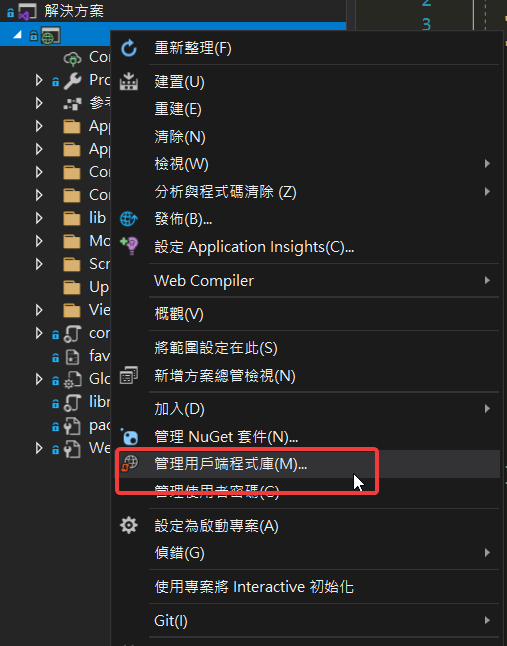 解決方案
2
3
Con
Pro
參考
App
App
Con
Con
lib
Mo
Scr
Up
Vie
con
fav
Glo
libr
pac
We
重新整理(F)
建置(U)
重建(E)
清除(N)
檢視(W)
分析與程式碼清除 (Z)
發佈(B)...
設定 Application Insights(C)...
Web Compiler
概觀(V)
將範圍設定在此(S)
新增方案總管檢視(N)
加入(D)
管理 NuGet 套件(N)...
管理用戶端程式庫(M)...
管理使用者密碼(G)
設定為啟動專案(A)
偵錯(G)
使用專案將 Interactive 初始化
Git(I)